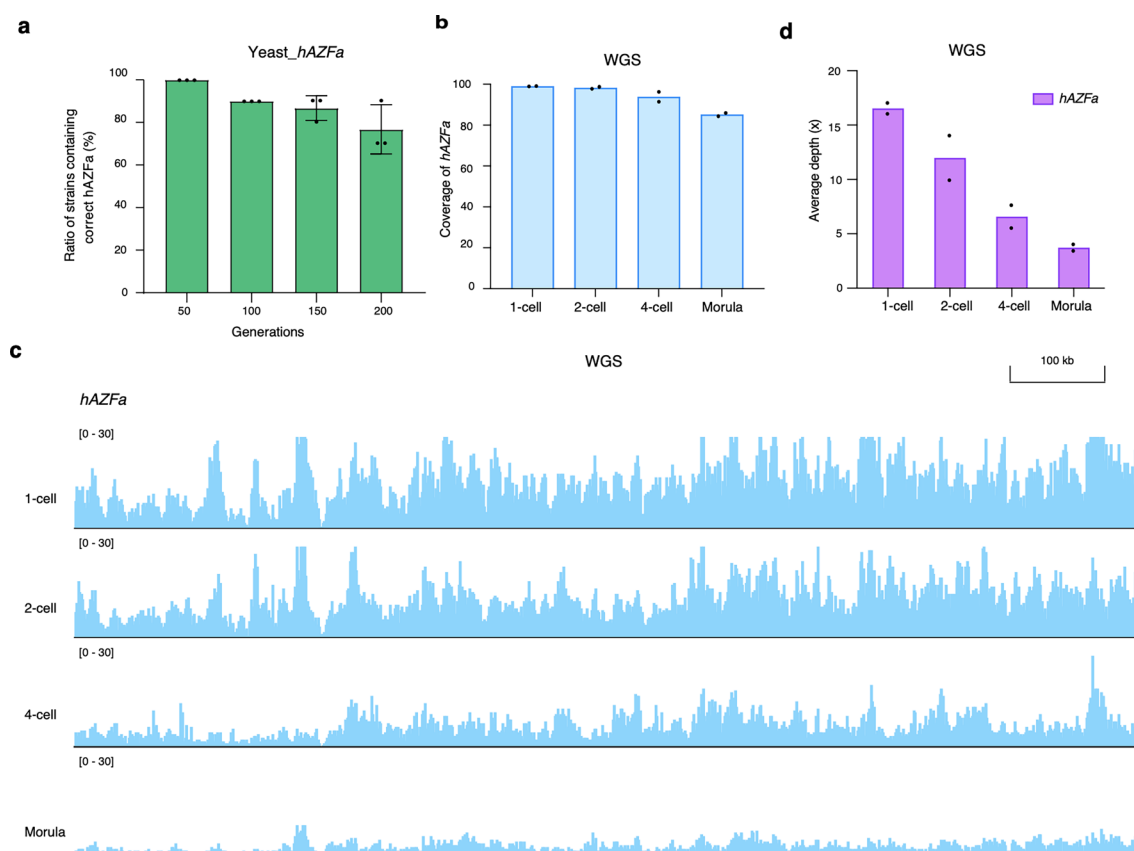 a
Yeast_hAZFa
Ratio of strains containing
correct hAZFa (%)
100
80
60
40
20
0
50 100 150 200
Generations
b
WGS
Coverage of hAZFa
100
80
60
40
20
0
1-cell 2-cell 4-cell Morula
d
WGS
hAZFa
Average depth (x)
20
15
10
5
0
1-cell 2-cell 4-cell Morula
c
WGS
100 kb
hAZFa
[0 - 30]
1-cell
[0 - 30]
2-cell
[0 - 30]
4-cell
[0 - 30]
Morula